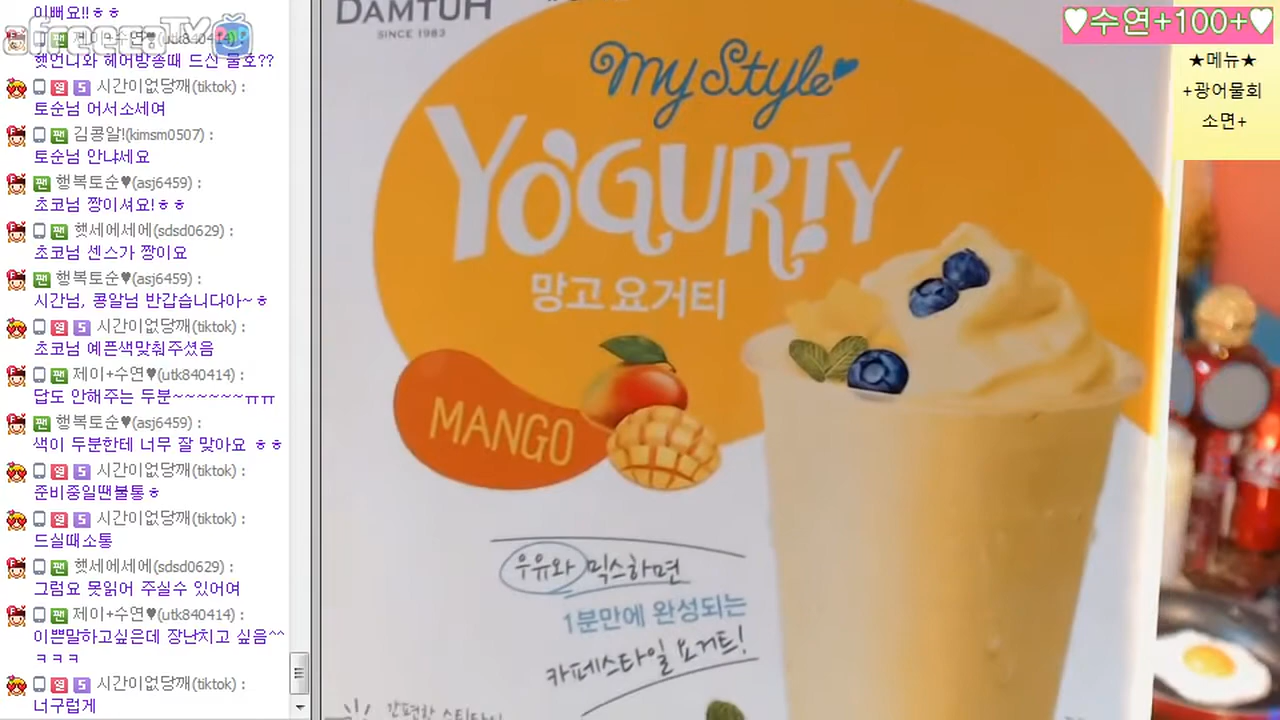 이뻐요!!ㅎㅎ
afreecaTV
제이+수연♥(utk840414) :
햇언니와 헤어방송때 드신 물호??
시간이없당깨(tiktok) :
토순님 어서소세여
김콩알!(kimsm0507) :
토순님 안냐세요
행복토순♥(asj6459) :
초코님 짱이셔요!ㅎㅎ
햇세에세에(sdsd0629) :
초코님 센스가 짱이요
행복토순♥(asj6459) :
시간님, 콩알님 반갑습니다아~ㅎ
시간이없당깨(tiktok) :
초코님 예쁜색맞춰주셨음
제이+수연♥(utk840414) :
답도 안해주는 두분~~~~~~ㅠㅠ
행복토순♥(asj6459) :
색이 두분한테 너무 잘 맞아요 ㅎㅎ
시간이없당깨(tiktok) :
준비중일땐불통ㅎ
시간이없당깨(tiktok) :
드실때소통
햇세에세에(sdsd0629) :
그럼요 못읽어 주실수 있어여
제이+수연♥(utk840414) :
이쁜말하고싶은데 장난치고 싶음^^
ㅋㅋㅋ
시간이없당깨(tiktok) :
너구럽게
DAMTUH
SINCE 1983
My Style
YOGURTY
망고 요거티
MANGO
우유와 믹스하면
1분만에 완성되는
카페스타일 요거트!
♥수연+100+♥
★메뉴★
+광어물회
소면+